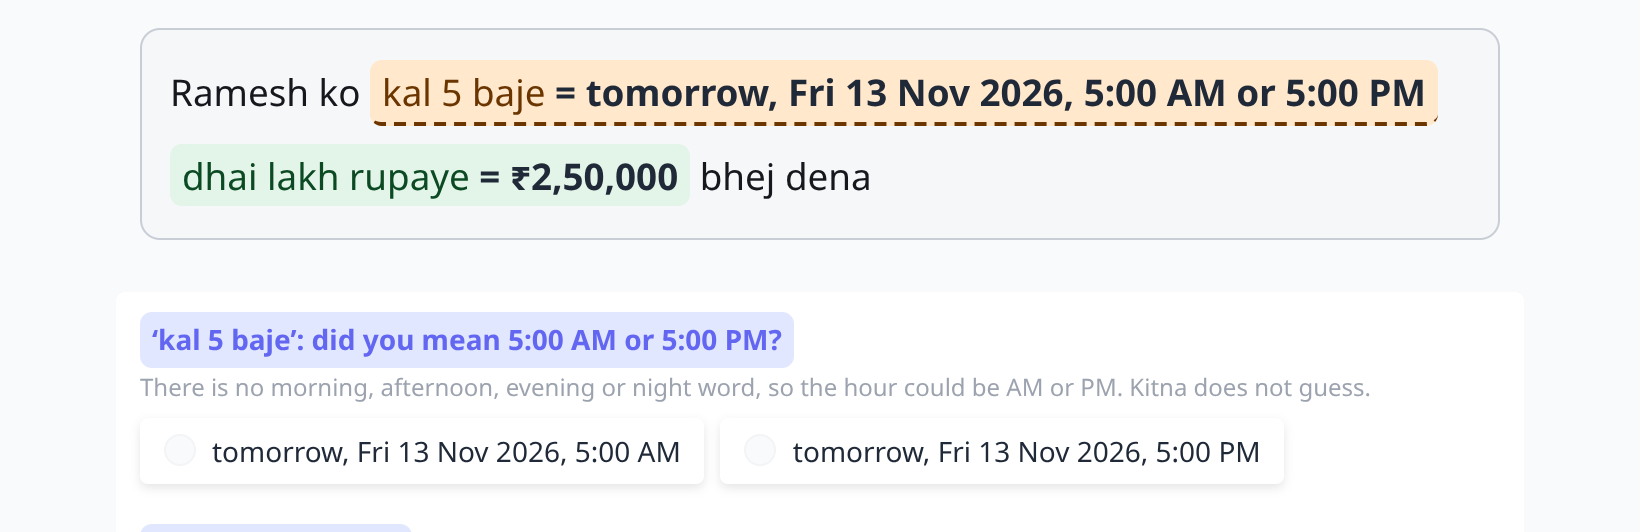 Ramesh ko kal 5 baje = tomorrow, Fri 13 Nov 2026, 5:00 AM or 5:00 PM
dhai lakh rupaye = ₹2,50,000 bhej dena
‘kal 5 baje’: did you mean 5:00 AM or 5:00 PM?
There is no morning, afternoon, evening or night word, so the hour could be AM or PM. Kitna does not guess.
tomorrow, Fri 13 Nov 2026, 5:00 AM tomorrow, Fri 13 Nov 2026, 5:00 PM